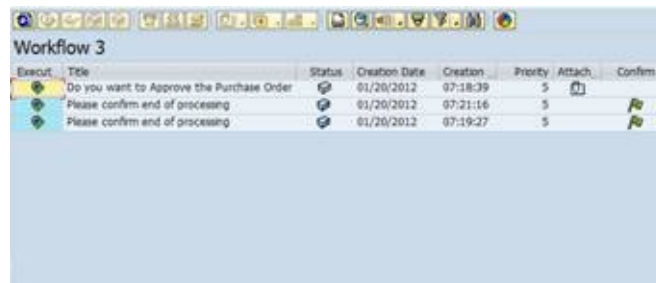 Workflow 3
Execut Title Status Creation Date Creation ... Priority Attach Confirm
Do you want to Approve the Purchase Order 01/20/2012 07:18:39 5
Please confirm end of processing 01/20/2012 07:21:16 5
Please confirm end of processing 01/20/2012 07:19:27 5